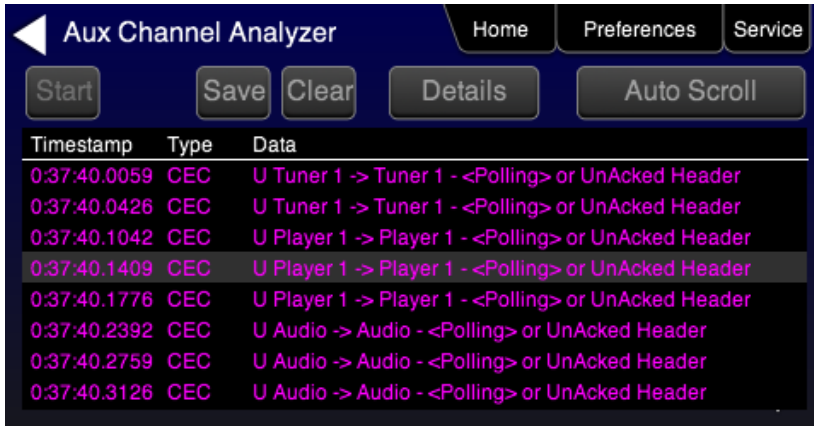 Aux Channel Analyzer Home Preferences Service
Start Save Clear Details Auto Scroll
Timestamp Type Data
0:37:40.0059 CEC U Tuner 1 -> Tuner 1 - <Polling> or UnAcked Header
0:37:40.0426 CEC U Tuner 1 -> Tuner 1 - <Polling> or UnAcked Header
0:37:40.1042 CEC U Player 1 -> Player 1 - <Polling> or UnAcked Header
0:37:40.1409 CEC U Player 1 -> Player 1 - <Polling> or UnAcked Header
0:37:40.1776 CEC U Player 1 -> Player 1 - <Polling> or UnAcked Header
0:37:40.2392 CEC U Audio -> Audio - <Polling> or UnAcked Header
0:37:40.2759 CEC U Audio -> Audio - <Polling> or UnAcked Header
0:37:40.3126 CEC U Audio -> Audio - <Polling> or UnAcked Header